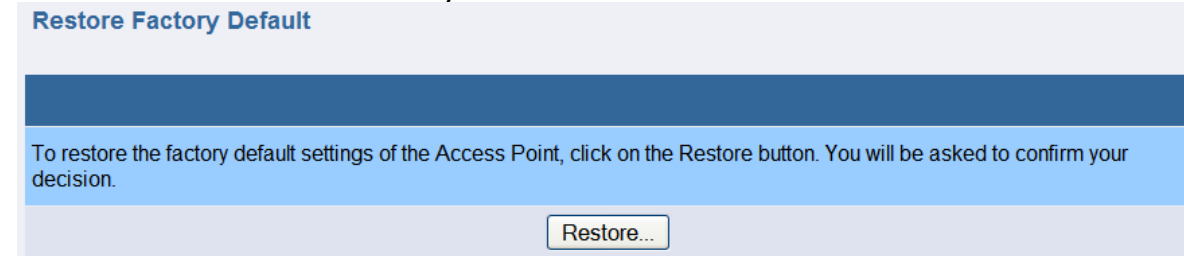 Restore Factory Default
To restore the factory default settings of the Access Point, click on the Restore button. You will be asked to confirm your
decision.
Restore...